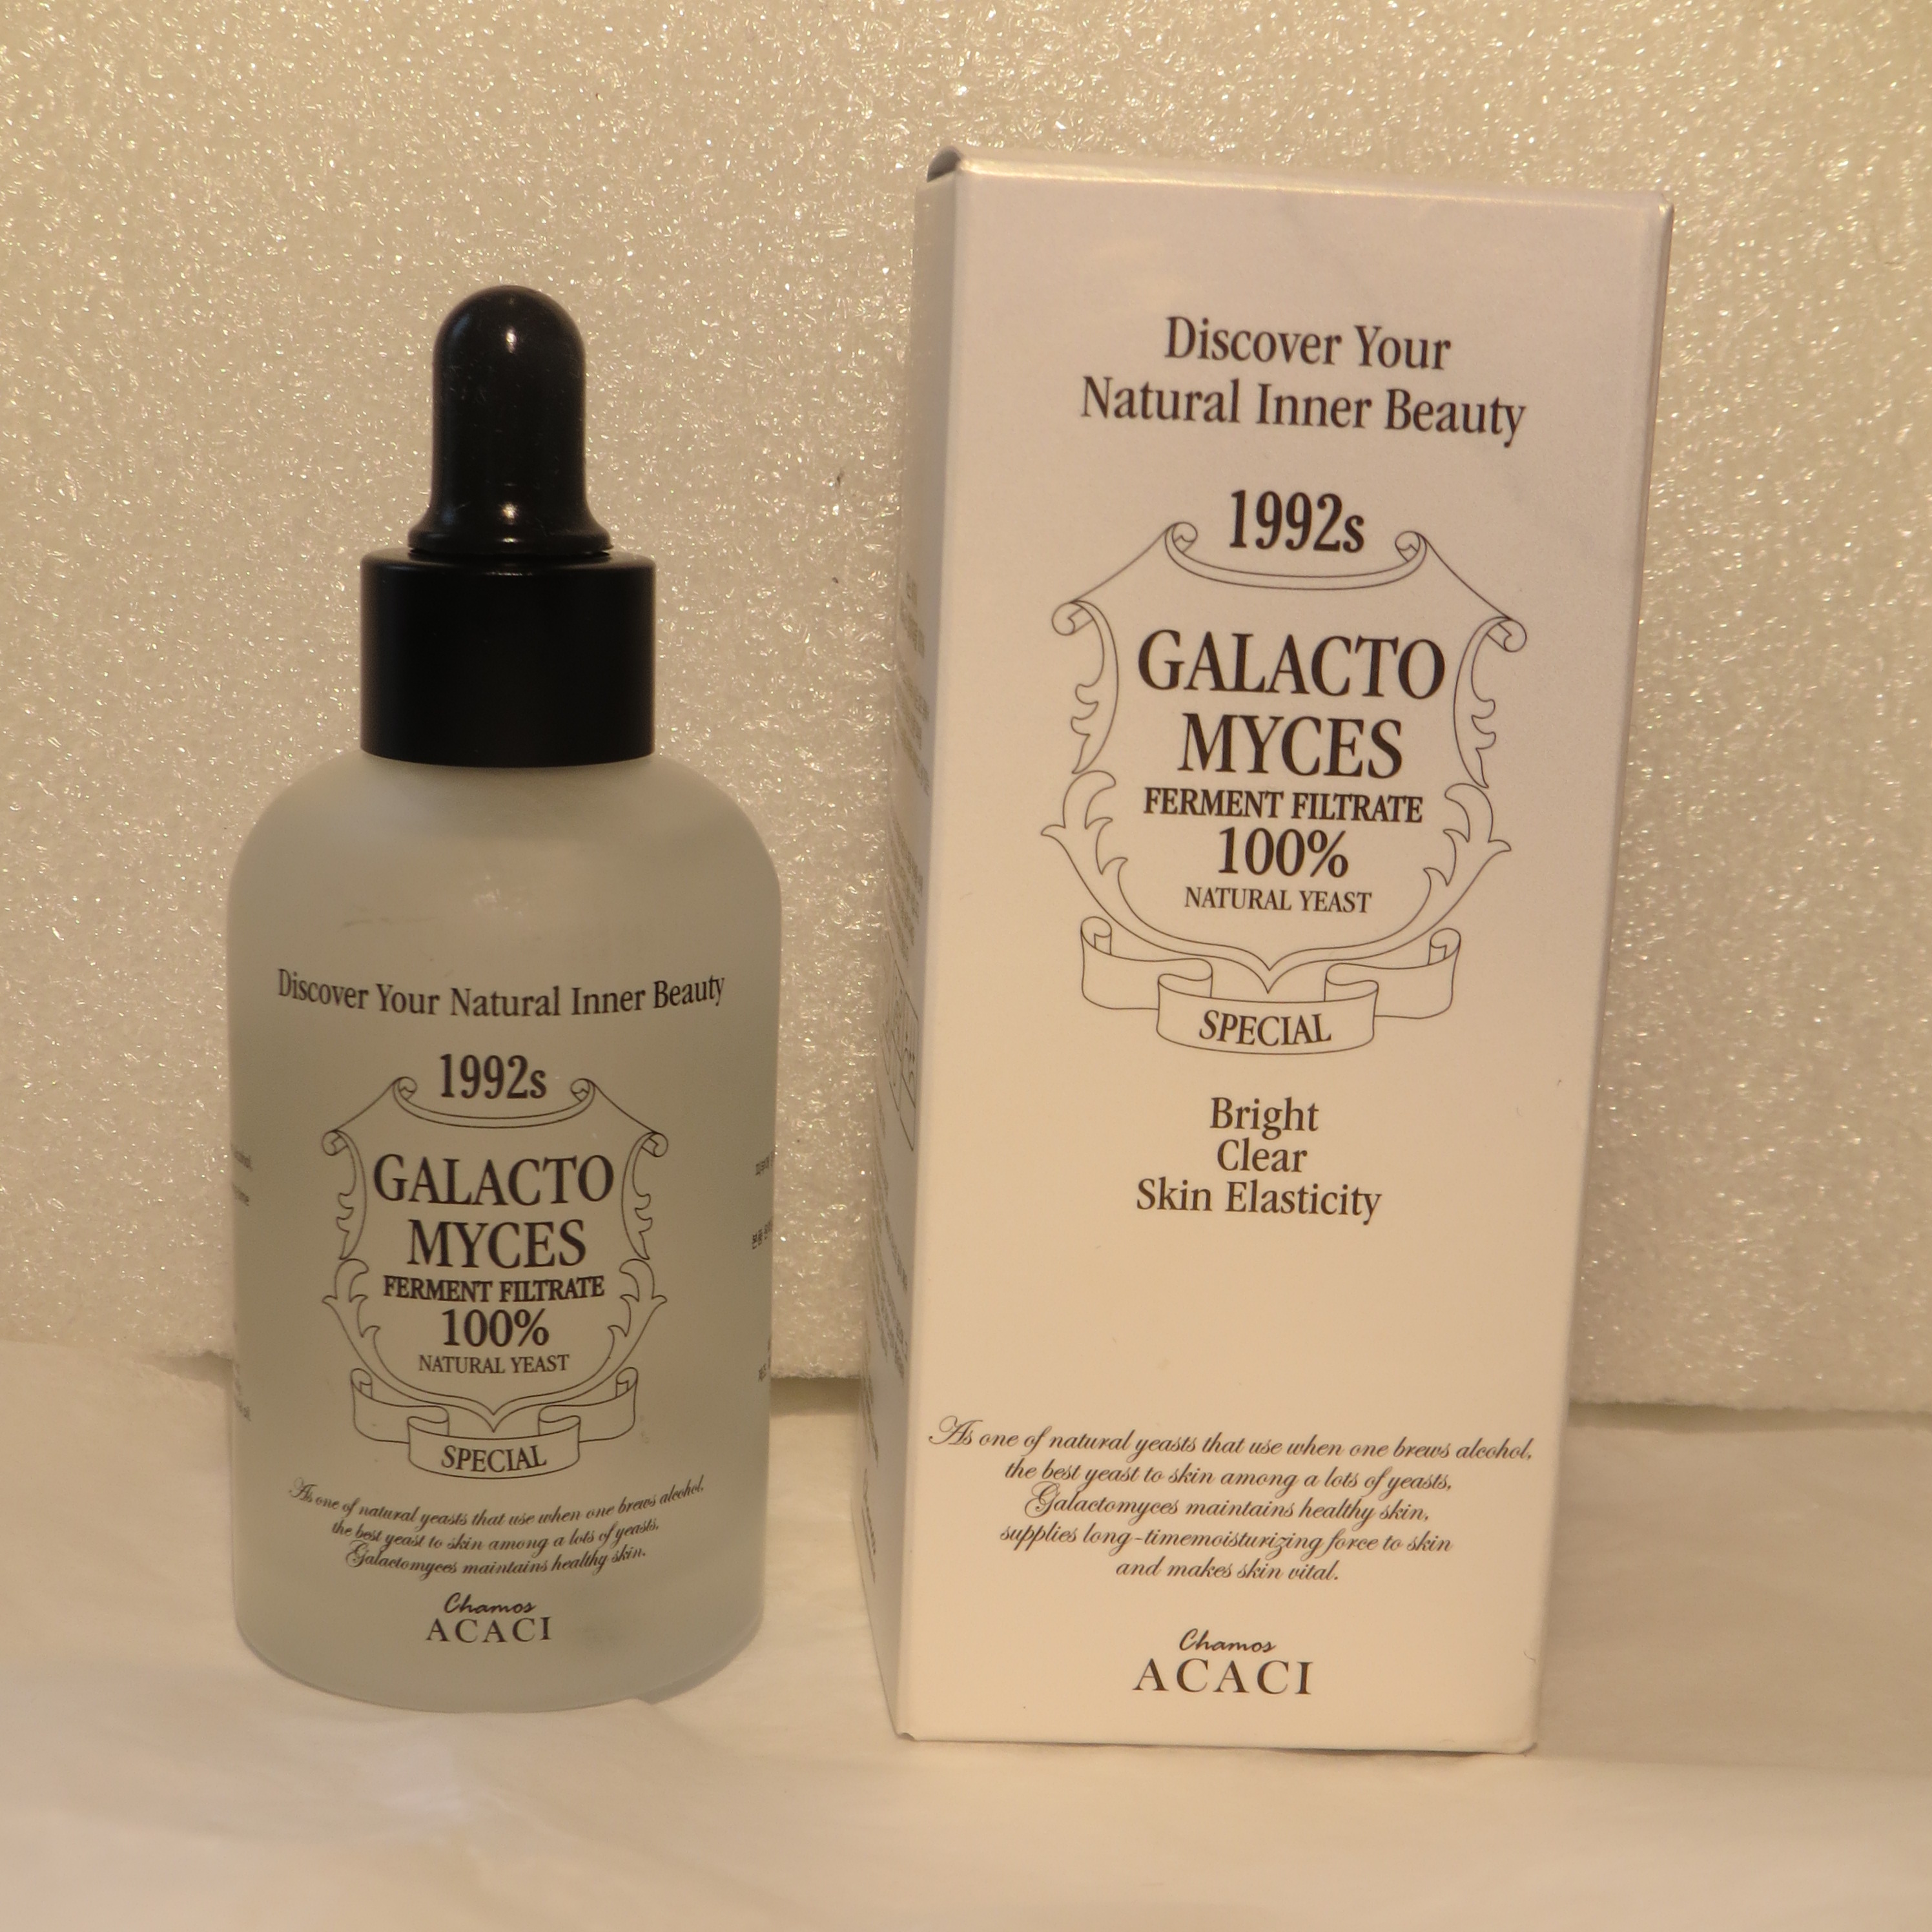 Discover Your Natural Inner Beauty
1992s
GALACTO
MYCES
FERMENT FILTRATE
100%
NATURAL YEAST
SPECIAL
As one of natural yeasts that use when one brews alcohol,
the best yeast to skin among a lots of yeasts,
Galactomyces maintains healthy skin.
Chamos
ACACI
Discover Your
Natural Inner Beauty
1992s
GALACTO
MYCES
FERMENT FILTRATE
100%
NATURAL YEAST
SPECIAL
Bright
Clear
Skin Elasticity
As one of natural yeasts that use when one brews alcohol,
the best yeast to skin among a lots of yeasts,
Galactomyces maintains healthy skin,
supplies long-timemoisturizing force to skin
and makes skin vital.
Chamos
ACACI